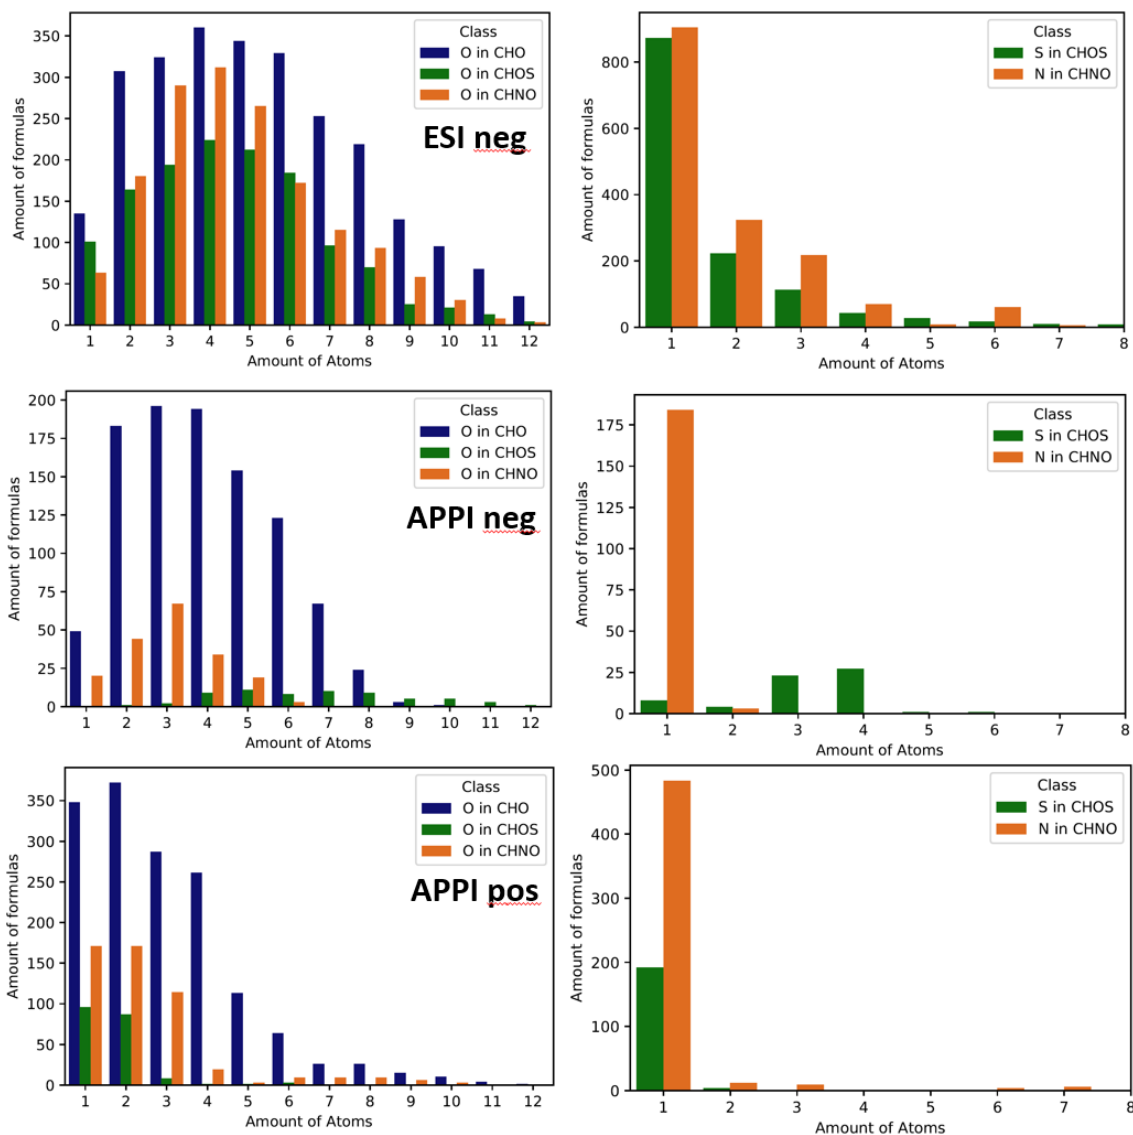 Amount of formulas
350
300
250
200
150
100
50
0
Class
O in CHO
O in CHOS
O in CHNO
ESI neg
1 2 3 4 5 6 7 8 9 10 11 12
Amount of Atoms
Amount of formulas
800
600
400
200
0
Class
S in CHOS
N in CHNO
1 2 3 4 5 6 7 8
Amount of Atoms
Amount of formulas
200
175
150
125
100
75
50
25
0
Class
O in CHO
O in CHOS
O in CHNO
APPI neg
1 2 3 4 5 6 7 8 9 10 11 12
Amount of Atoms
Amount of formulas
175
150
125
100
75
50
25
0
Class
S in CHOS
N in CHNO
1 2 3 4 5 6 7 8
Amount of Atoms
Amount of formulas
350
300
250
200
150
100
50
0
Class
O in CHO
O in CHOS
O in CHNO
APPI pos
1 2 3 4 5 6 7 8 9 10 11 12
Amount of Atoms
Amount of formulas
500
400
300
200
100
0
Class
S in CHOS
N in CHNO
1 2 3 4 5 6 7 8
Amount of Atoms